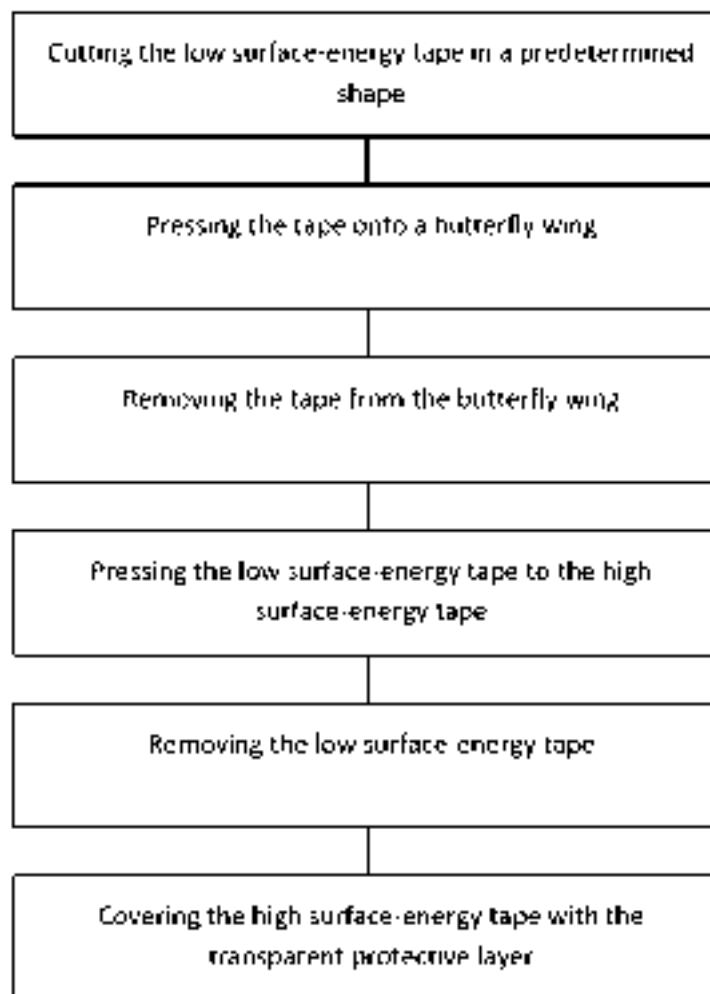 Cutting the low surface-energy tape in a predetermined
shape
Pressing the tape onto a butterfly wing
Removing the tape from the butterfly wing
Pressing the low surface-energy tape to the high
surface-energy tape
Removing the low surface energy tape
Covering the high surface-energy tape with the
transparent protective layer